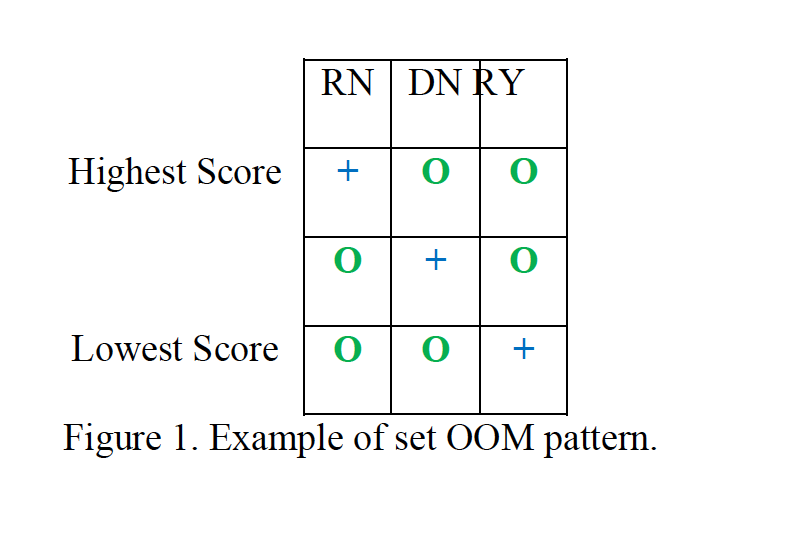 RN DN RY
Highest Score + O O
O + O
Lowest Score O O +
Figure 1. Example of set OOM pattern.